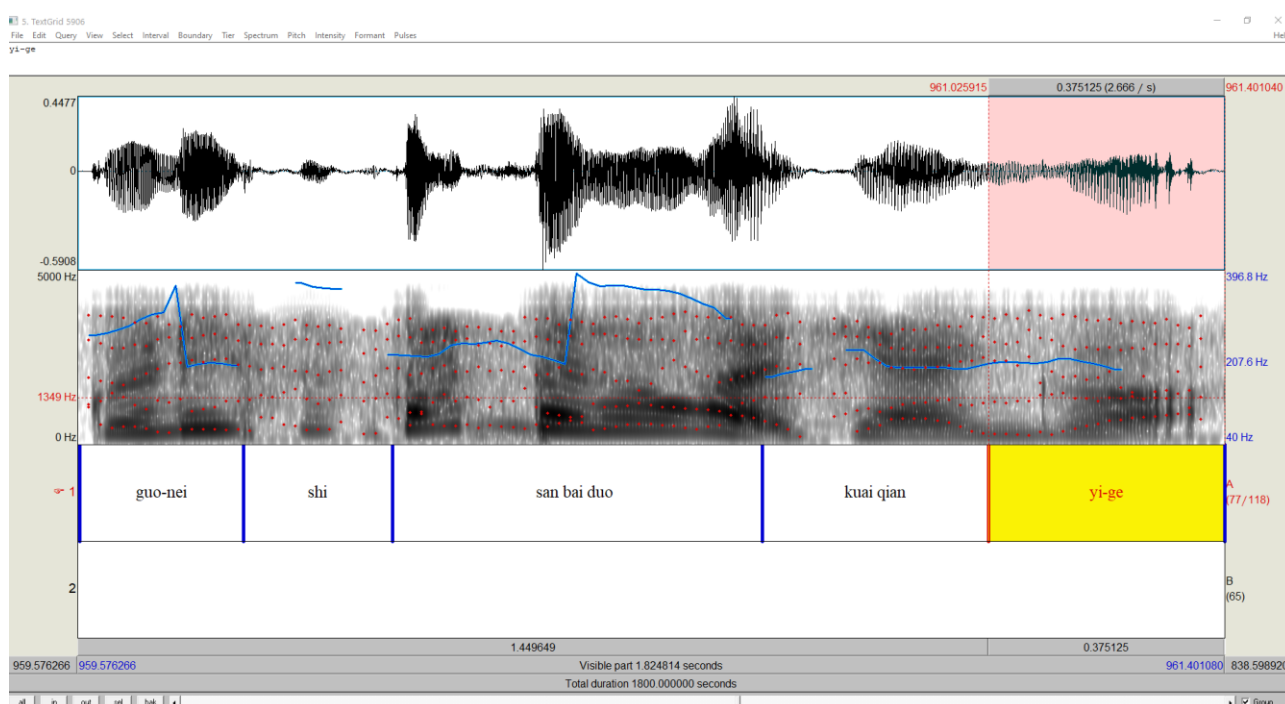 5. TextGrid 5906
File Edit Query View Select Interval Boundary Tier Spectrum Pitch Intensity Formant Pulses Hel
yi-ge
961.025915 0.375125 (2.666 / s) 961.401040
0.4477
0
-0.5908
5000 Hz 396.8 Hz
207.6 Hz
1349 Hz
0 Hz 40 Hz
1 guo-nei shi san bai duo kuai qian yi-ge A
(77/118)
2 B
(65)
1.449649 0.375125
959.576266 959.576266 Visible part 1.824814 seconds 961.401080 838.598920
Total duration 1800.000000 seconds
all in out sel bak Group